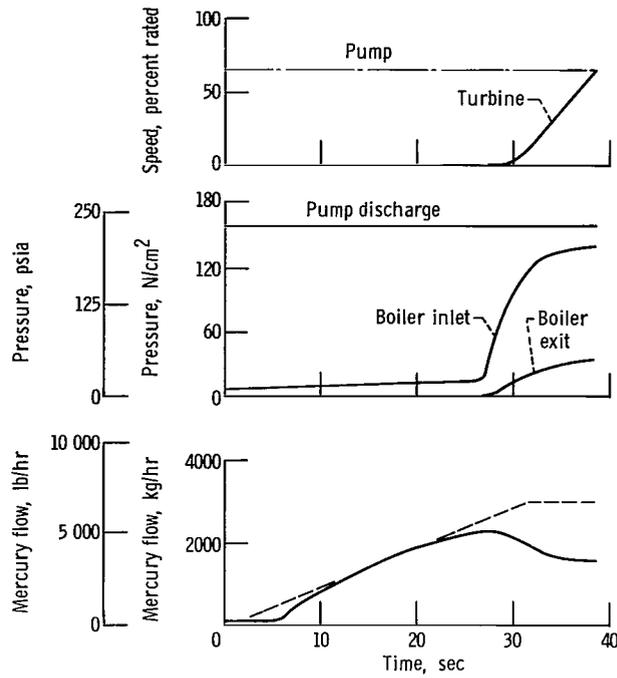 100
50
0
Speed, percent rated
Pump
Turbine
250
125
0
Pressure, psia
180
120
60
0
Pressure, N/cm2
Pump discharge
Boiler inlet
Boiler
exit
10 000
5 000
0
Mercury flow, lb/hr
4000
2000
Mercury flow, kg/hr
0
10
20
30
40
Time, sec